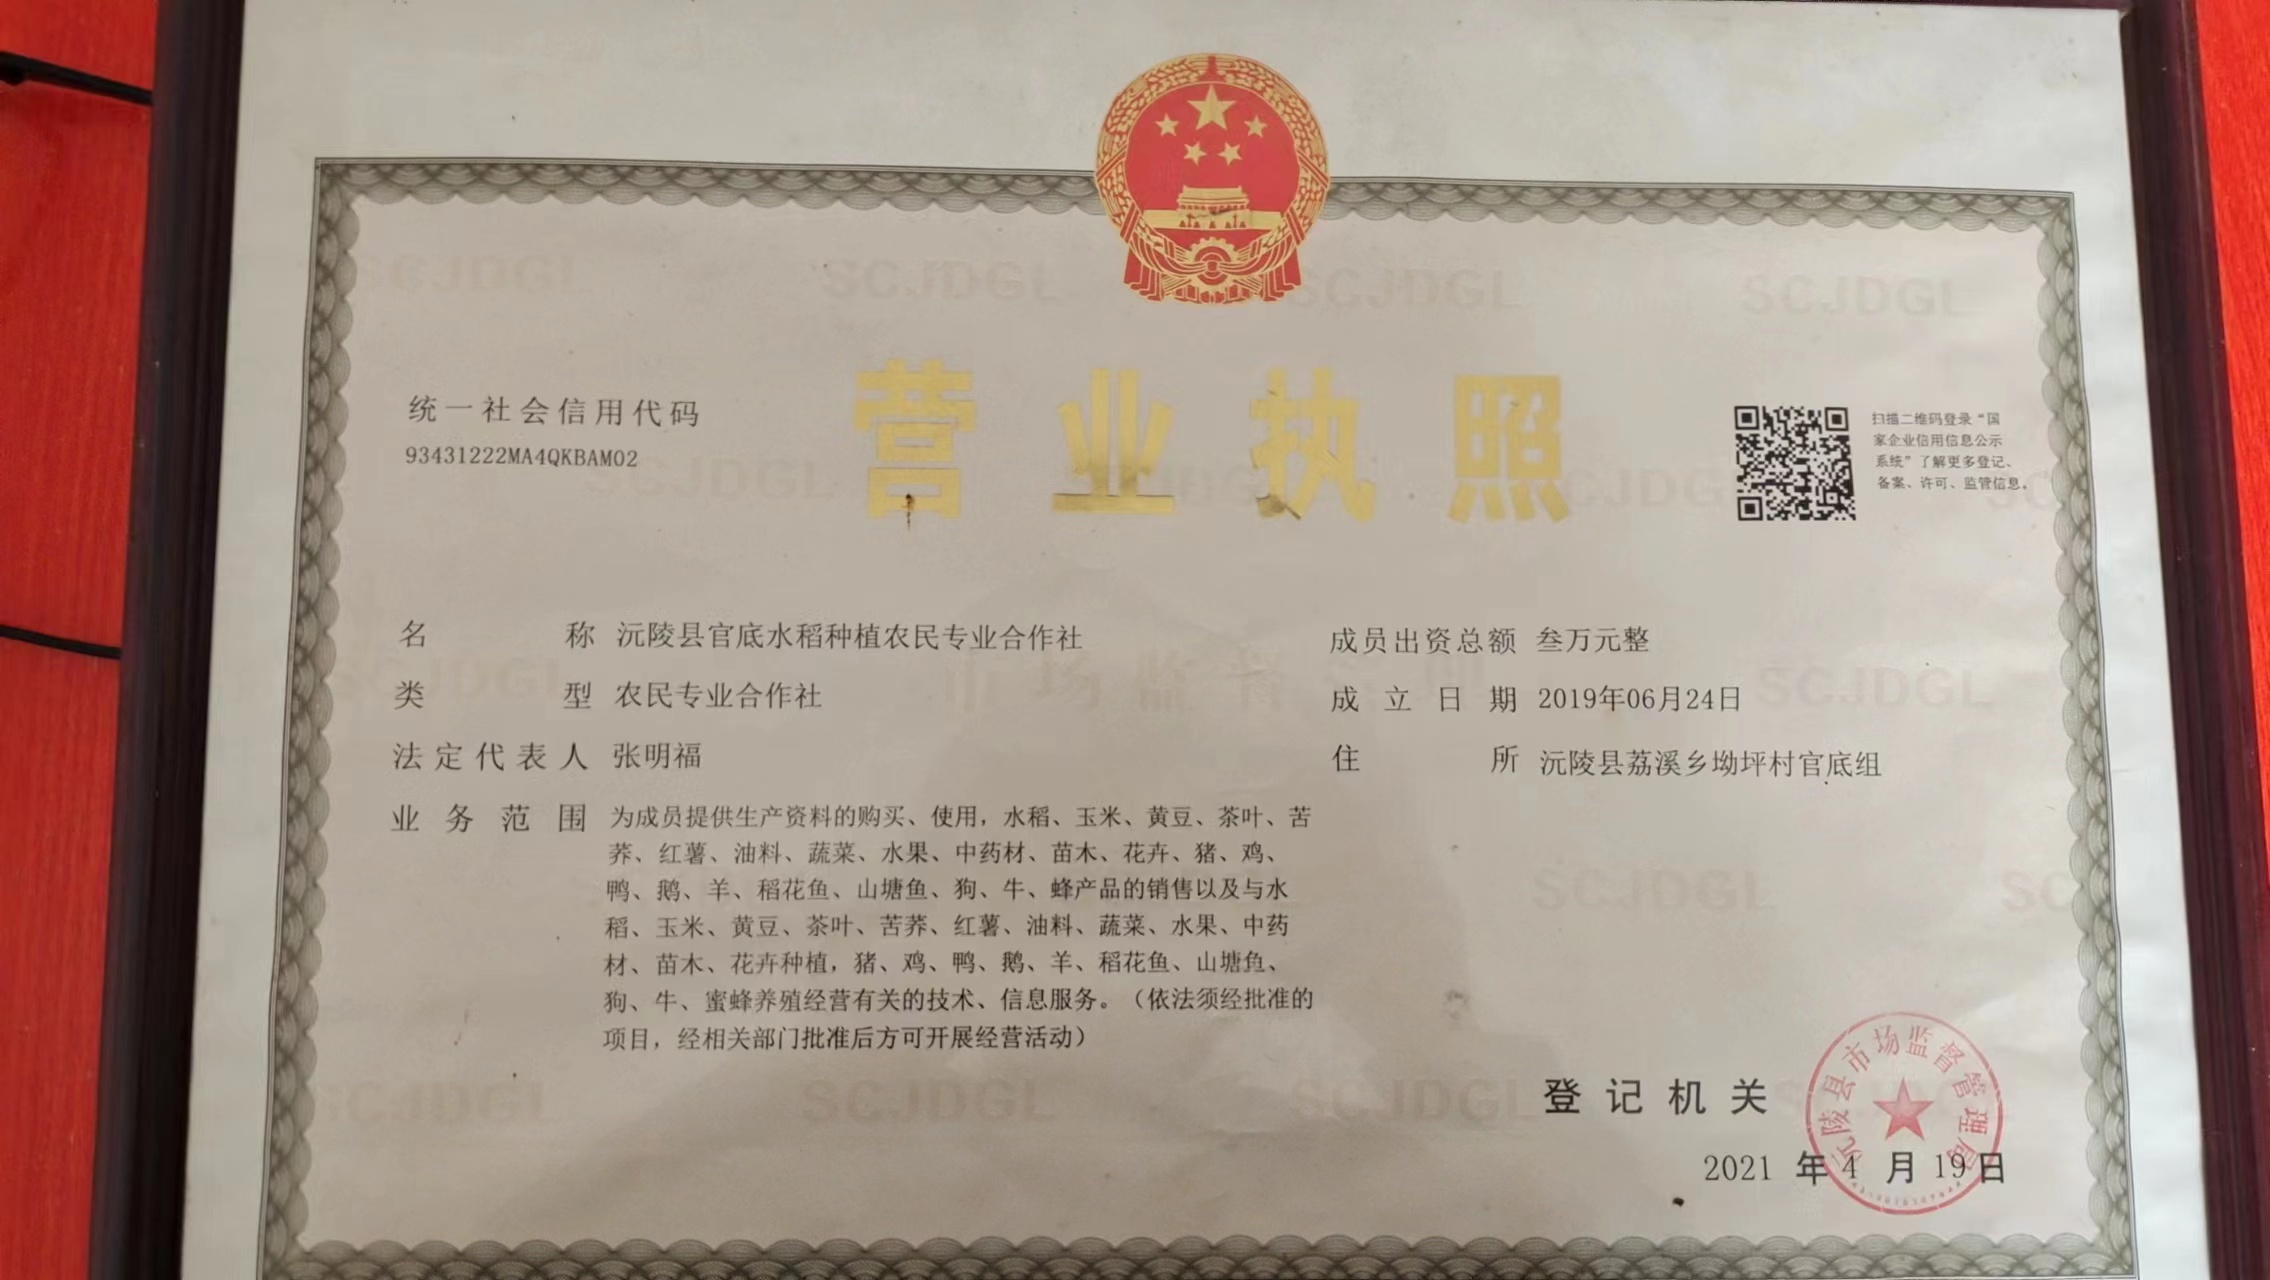 营业执照
统一社会信用代码
93431222MA4QKBAM02
扫描二维码登录“国
家企业信用信息公示
系统”了解更多登记、
备案、许可、监管信息。
名称 沅陵县官底水稻种植农民专业合作社
类型 农民专业合作社
法定代表人 张明福
业务范围 为成员提供生产资料的购买、使用，水稻、玉米、黄豆、茶叶、苦
荞、红薯、油料、蔬菜、水果、中药材、苗木、花卉、猪、鸡、
鸭、鹅、羊、稻花鱼、山塘鱼、狗、牛、蜂产品的销售以及与水
稻、玉米、黄豆、茶叶、苦荞、红薯、油料、蔬菜、水果、中药
材、苗木、花卉种植，猪、鸡、鸭、鹅、羊、稻花鱼、山塘鱼、
狗、牛、蜜蜂养殖经营有关的技术、信息服务。（依法须经批准的
项目，经相关部门批准后方可开展经营活动）
成员出资总额 叁万元整
成立日期 2019年06月24日
住所 沅陵县荔溪乡坳坪村官底组
登记机关
沅陵县市场监督管理局
2021 年 4 月 19 日
SCJDGL
市场监督